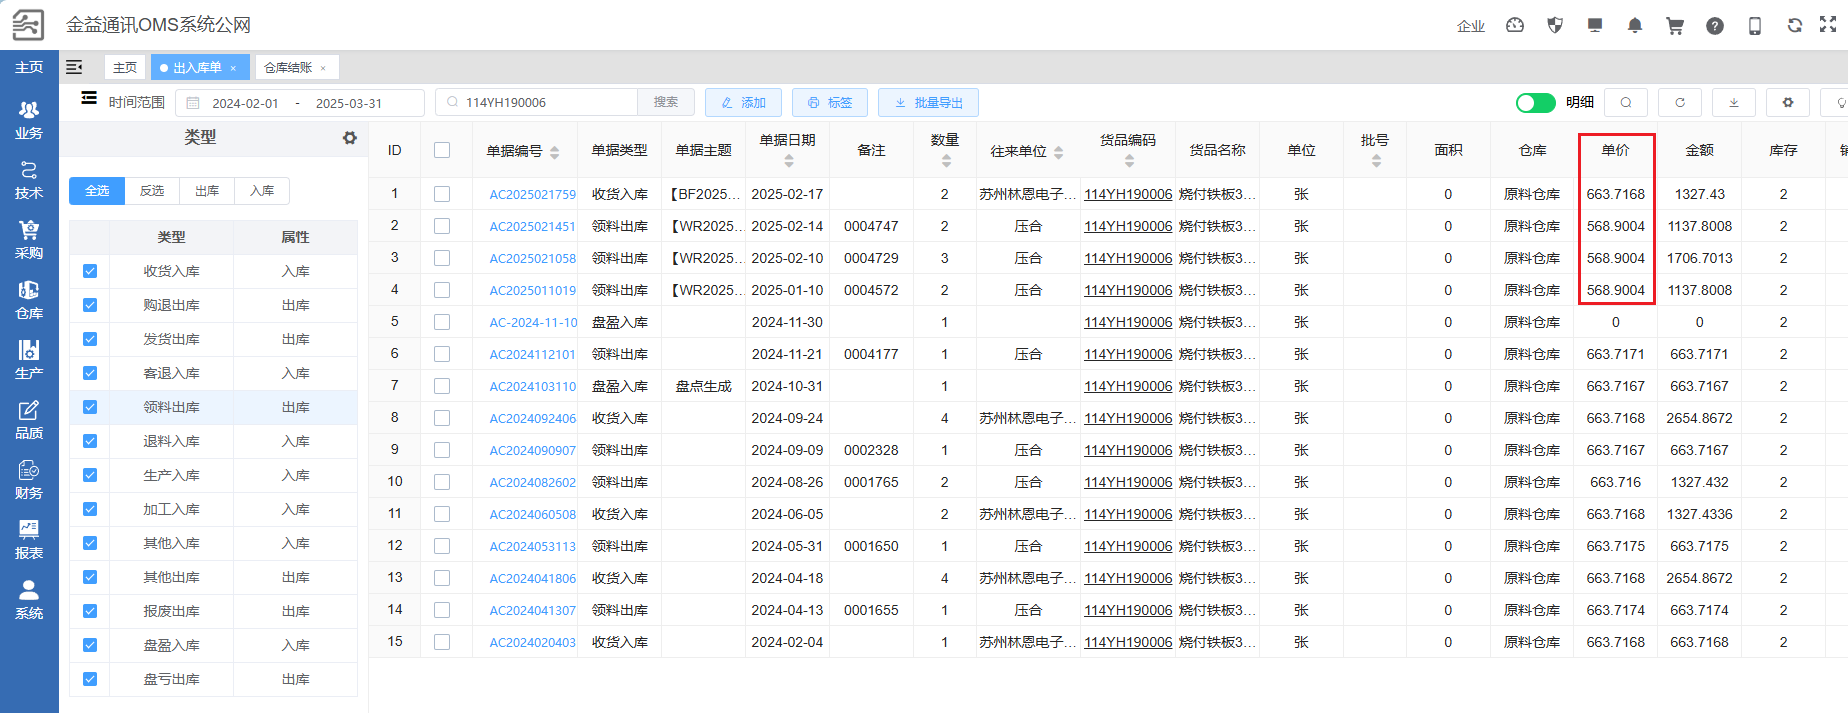 金益通讯OMS系统公网
企业
主页
主页
出入库单 ×
仓库结账 ×
时间范围 2024-02-01 - 2025-03-31
114YH190006 搜索
添加
标签
批量导出
明细
业务
技术
采购
仓库
生产
品质
财务
报表
系统
类型
全选 反选 出库 入库
类型 属性
收货入库 入库
购退出库 出库
发货出库 出库
客退入库 入库
领料出库 出库
退料入库 入库
生产入库 入库
加工入库 入库
其他入库 入库
其他出库 出库
报废出库 出库
盘盈入库 入库
盘亏出库 出库
ID 单据编号 单据类型 单据主题 单据日期 备注 数量 往来单位 货品编码 货品名称 单位 批号 面积 仓库 单价 金额 库存
1 AC2025021759 收货入库 【BF2025... 2025-02-17 2 苏州林恩电子... 114YH190006 烧付铁板3... 张 0 原料仓库 663.7168 1327.43 2
2 AC2025021451 领料出库 【WR2025... 2025-02-14 0004747 2 压合 114YH190006 烧付铁板3... 张 0 原料仓库 568.9004 1137.8008 2
3 AC2025021058 领料出库 【WR2025... 2025-02-10 0004729 3 压合 114YH190006 烧付铁板3... 张 0 原料仓库 568.9004 1706.7013 2
4 AC2025011019 领料出库 【WR2025... 2025-01-10 0004572 2 压合 114YH190006 烧付铁板3... 张 0 原料仓库 568.9004 1137.8008 2
5 AC-2024-11-10 盘盈入库 2024-11-30 1 114YH190006 烧付铁板3... 张 0 原料仓库 0 0 2
6 AC2024112101 领料出库 2024-11-21 0004177 1 压合 114YH190006 烧付铁板3... 张 0 原料仓库 663.7171 663.7171 2
7 AC2024103110 盘盈入库 盘点生成 2024-10-31 1 114YH190006 烧付铁板3... 张 0 原料仓库 663.7167 663.7167 2
8 AC2024092406 收货入库 2024-09-24 4 苏州林恩电子... 114YH190006 烧付铁板3... 张 0 原料仓库 663.7168 2654.8672 2
9 AC2024090907 领料出库 2024-09-09 0002328 1 压合 114YH190006 烧付铁板3... 张 0 原料仓库 663.7167 663.7167 2
10 AC2024082602 领料出库 2024-08-26 0001765 2 压合 114YH190006 烧付铁板3... 张 0 原料仓库 663.716 1327.432 2
11 AC2024060508 收货入库 2024-06-05 2 苏州林恩电子... 114YH190006 烧付铁板3... 张 0 原料仓库 663.7168 1327.4336 2
12 AC2024053113 领料出库 2024-05-31 0001650 1 压合 114YH190006 烧付铁板3... 张 0 原料仓库 663.7175 663.7175 2
13 AC2024041806 收货入库 2024-04-18 4 苏州林恩电子... 114YH190006 烧付铁板3... 张 0 原料仓库 663.7168 2654.8672 2
14 AC2024041307 领料出库 2024-04-13 0001655 1 压合 114YH190006 烧付铁板3... 张 0 原料仓库 663.7174 663.7174 2
15 AC2024020403 收货入库 2024-02-04 1 苏州林恩电子... 114YH190006 烧付铁板3... 张 0 原料仓库 663.7168 663.7168 2